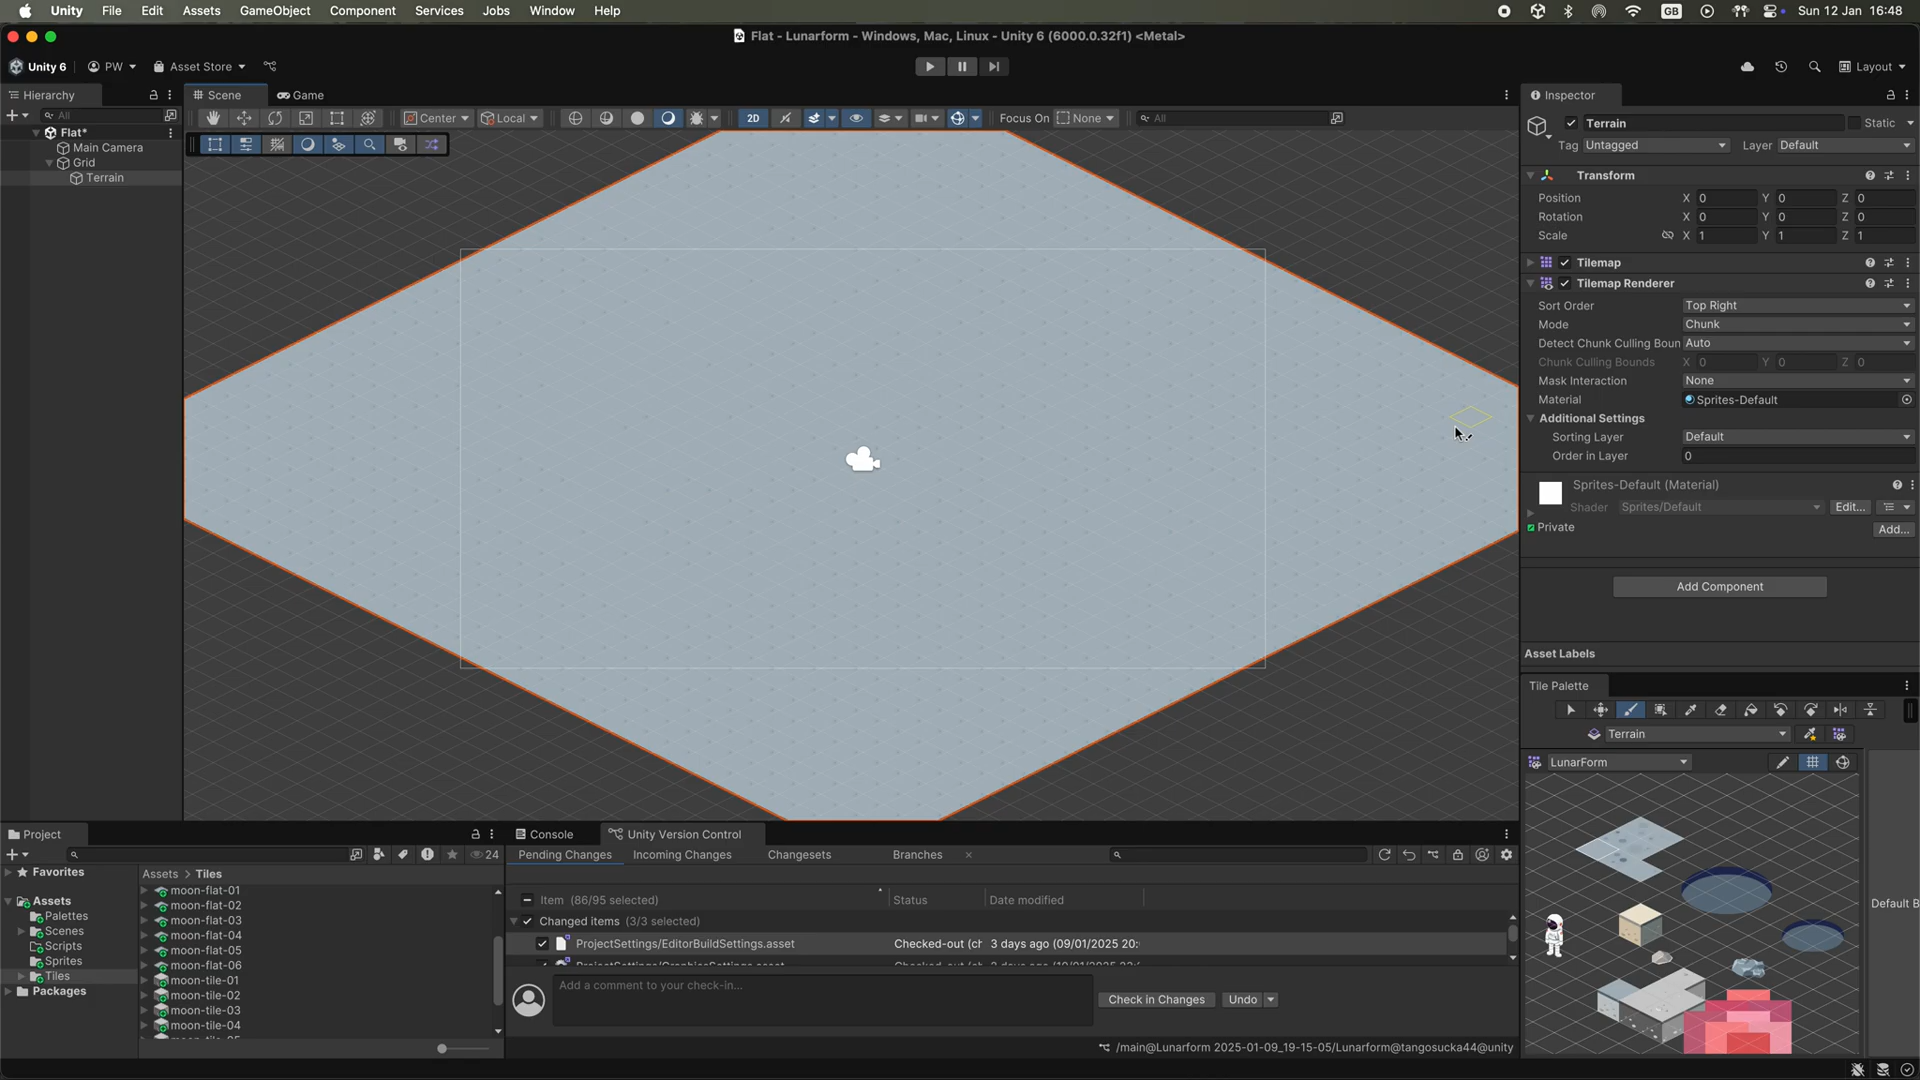 Unity File Edit Assets GameObject Component Services Jobs Window Help GB Sun 12 Jan 16:48
Flat - Lunarform - Windows, Mac, Linux - Unity 6 (6000.0.32f1) <Metal>
Unity 6 PW Asset Store Layout
Hierarchy Scene Game Inspector
All Center Local 2D Focus On None All
Terrain Static
Flat*
Main Camera
Grid
Terrain
Tag Untagged Layer Default
Transform
Position X 0 Y 0 Z 0
Rotation X 0 Y 0 Z 0
Scale X 1 Y 1 Z 1
Tilemap
Tilemap Renderer
Sort Order Top Right
Mode Chunk
Detect Chunk Culling Boun Auto
Chunk Culling Bounds X 0 Y 0 Z 0
Mask Interaction None
Material Sprites-Default
Additional Settings
Sorting Layer Default
Order in Layer 0
Sprites-Default (Material)
Shader Sprites/Default Edit...
Private Add...
Add Component
Asset Labels
Tile Palette
Terrain
LunarForm
Default B
Project
24
Favorites
Assets
Palettes
Scenes
Scripts
Sprites
Tiles
Packages
Assets > Tiles
moon-flat-01
moon-flat-02
moon-flat-03
moon-flat-04
moon-flat-05
moon-flat-06
moon-tile-01
moon-tile-02
moon-tile-03
moon-tile-04
Console Unity Version Control
Pending Changes Incoming Changes Changesets Branches
Item (86/95 selected) Status Date modified
Changed items (3/3 selected)
ProjectSettings/EditorBuildSettings.asset Checked-out (ch 3 days ago (09/01/2025 20:
Add a comment to your check-in...
Check in Changes Undo
/main@Lunarform 2025-01-09_19-15-05/Lunarform@tangosucka44@unity